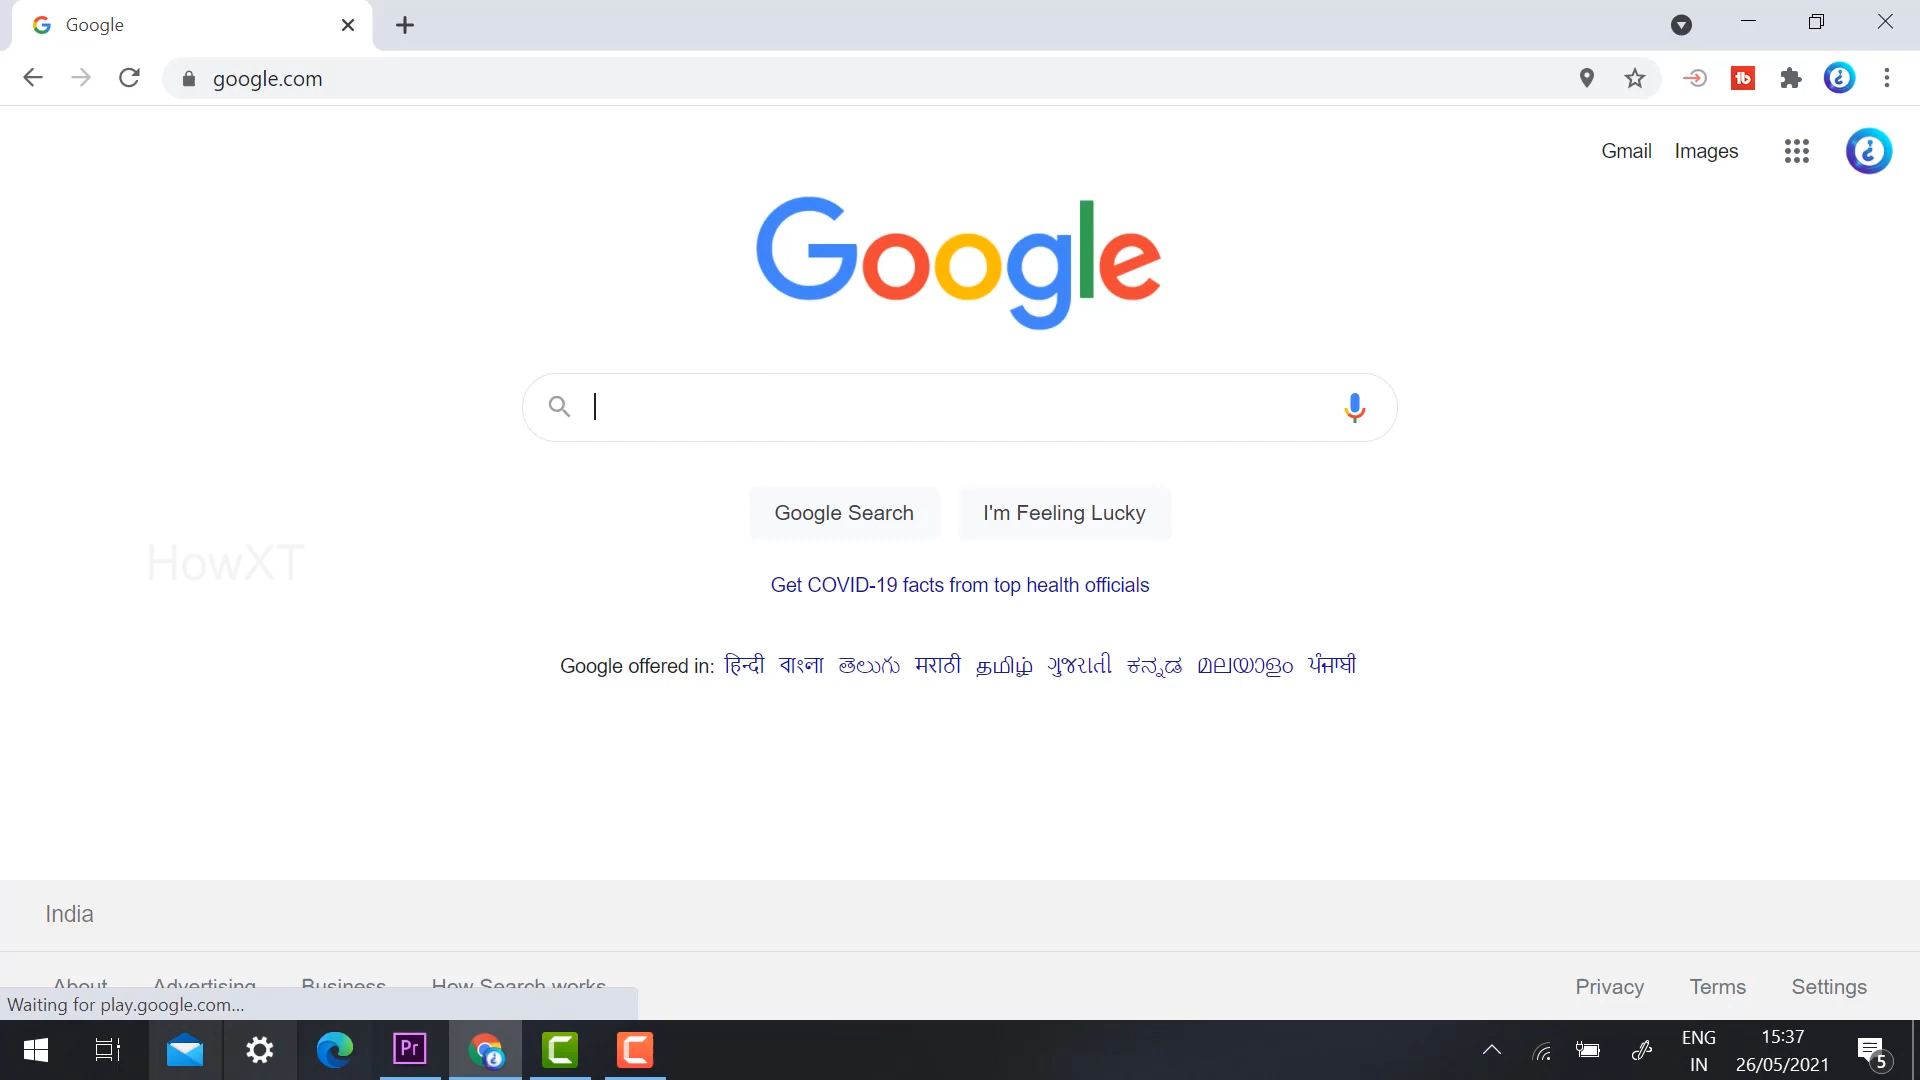 Google
google.com
Gmail Images
Google
Google Search I'm Feeling Lucky
HowXT
Get COVID-19 facts from top health officials
Google offered in: हिन्दी বাংলা తెలుగు मराठी தமிழ் ગુજરાતી ಕನ್ನಡ മലയാളം ਪੰਜਾਬੀ
India
About Advertising Business How Search works Privacy Terms Settings
Waiting for play.google.com...
Pr
ENG 15:37
IN 26/05/2021 5